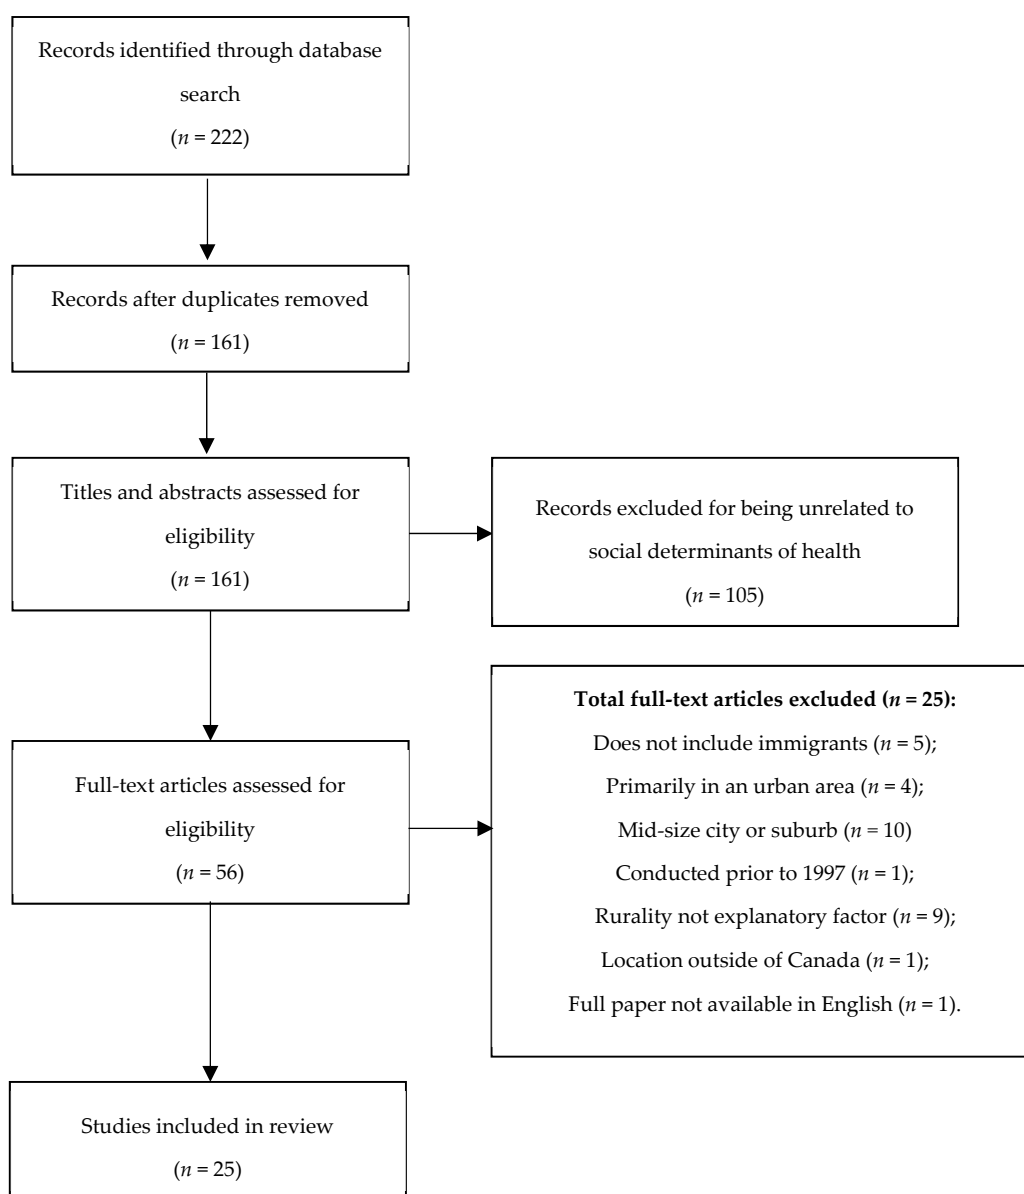 Records identified through database
search
(n = 222)
Records after duplicates removed
(n = 161)
Titles and abstracts assessed for
eligibility
(n = 161)
Records excluded for being unrelated to
social determinants of health
(n = 105)
Full-text articles assessed for
eligibility
(n = 56)
Total full-text articles excluded (n = 25):
Does not include immigrants (n = 5);
Primarily in an urban area (n = 4);
Mid-size city or suburb (n = 10)
Conducted prior to 1997 (n = 1);
Rurality not explanatory factor (n = 9);
Location outside of Canada (n = 1);
Full paper not available in English (n = 1).
Studies included in review
(n = 25)